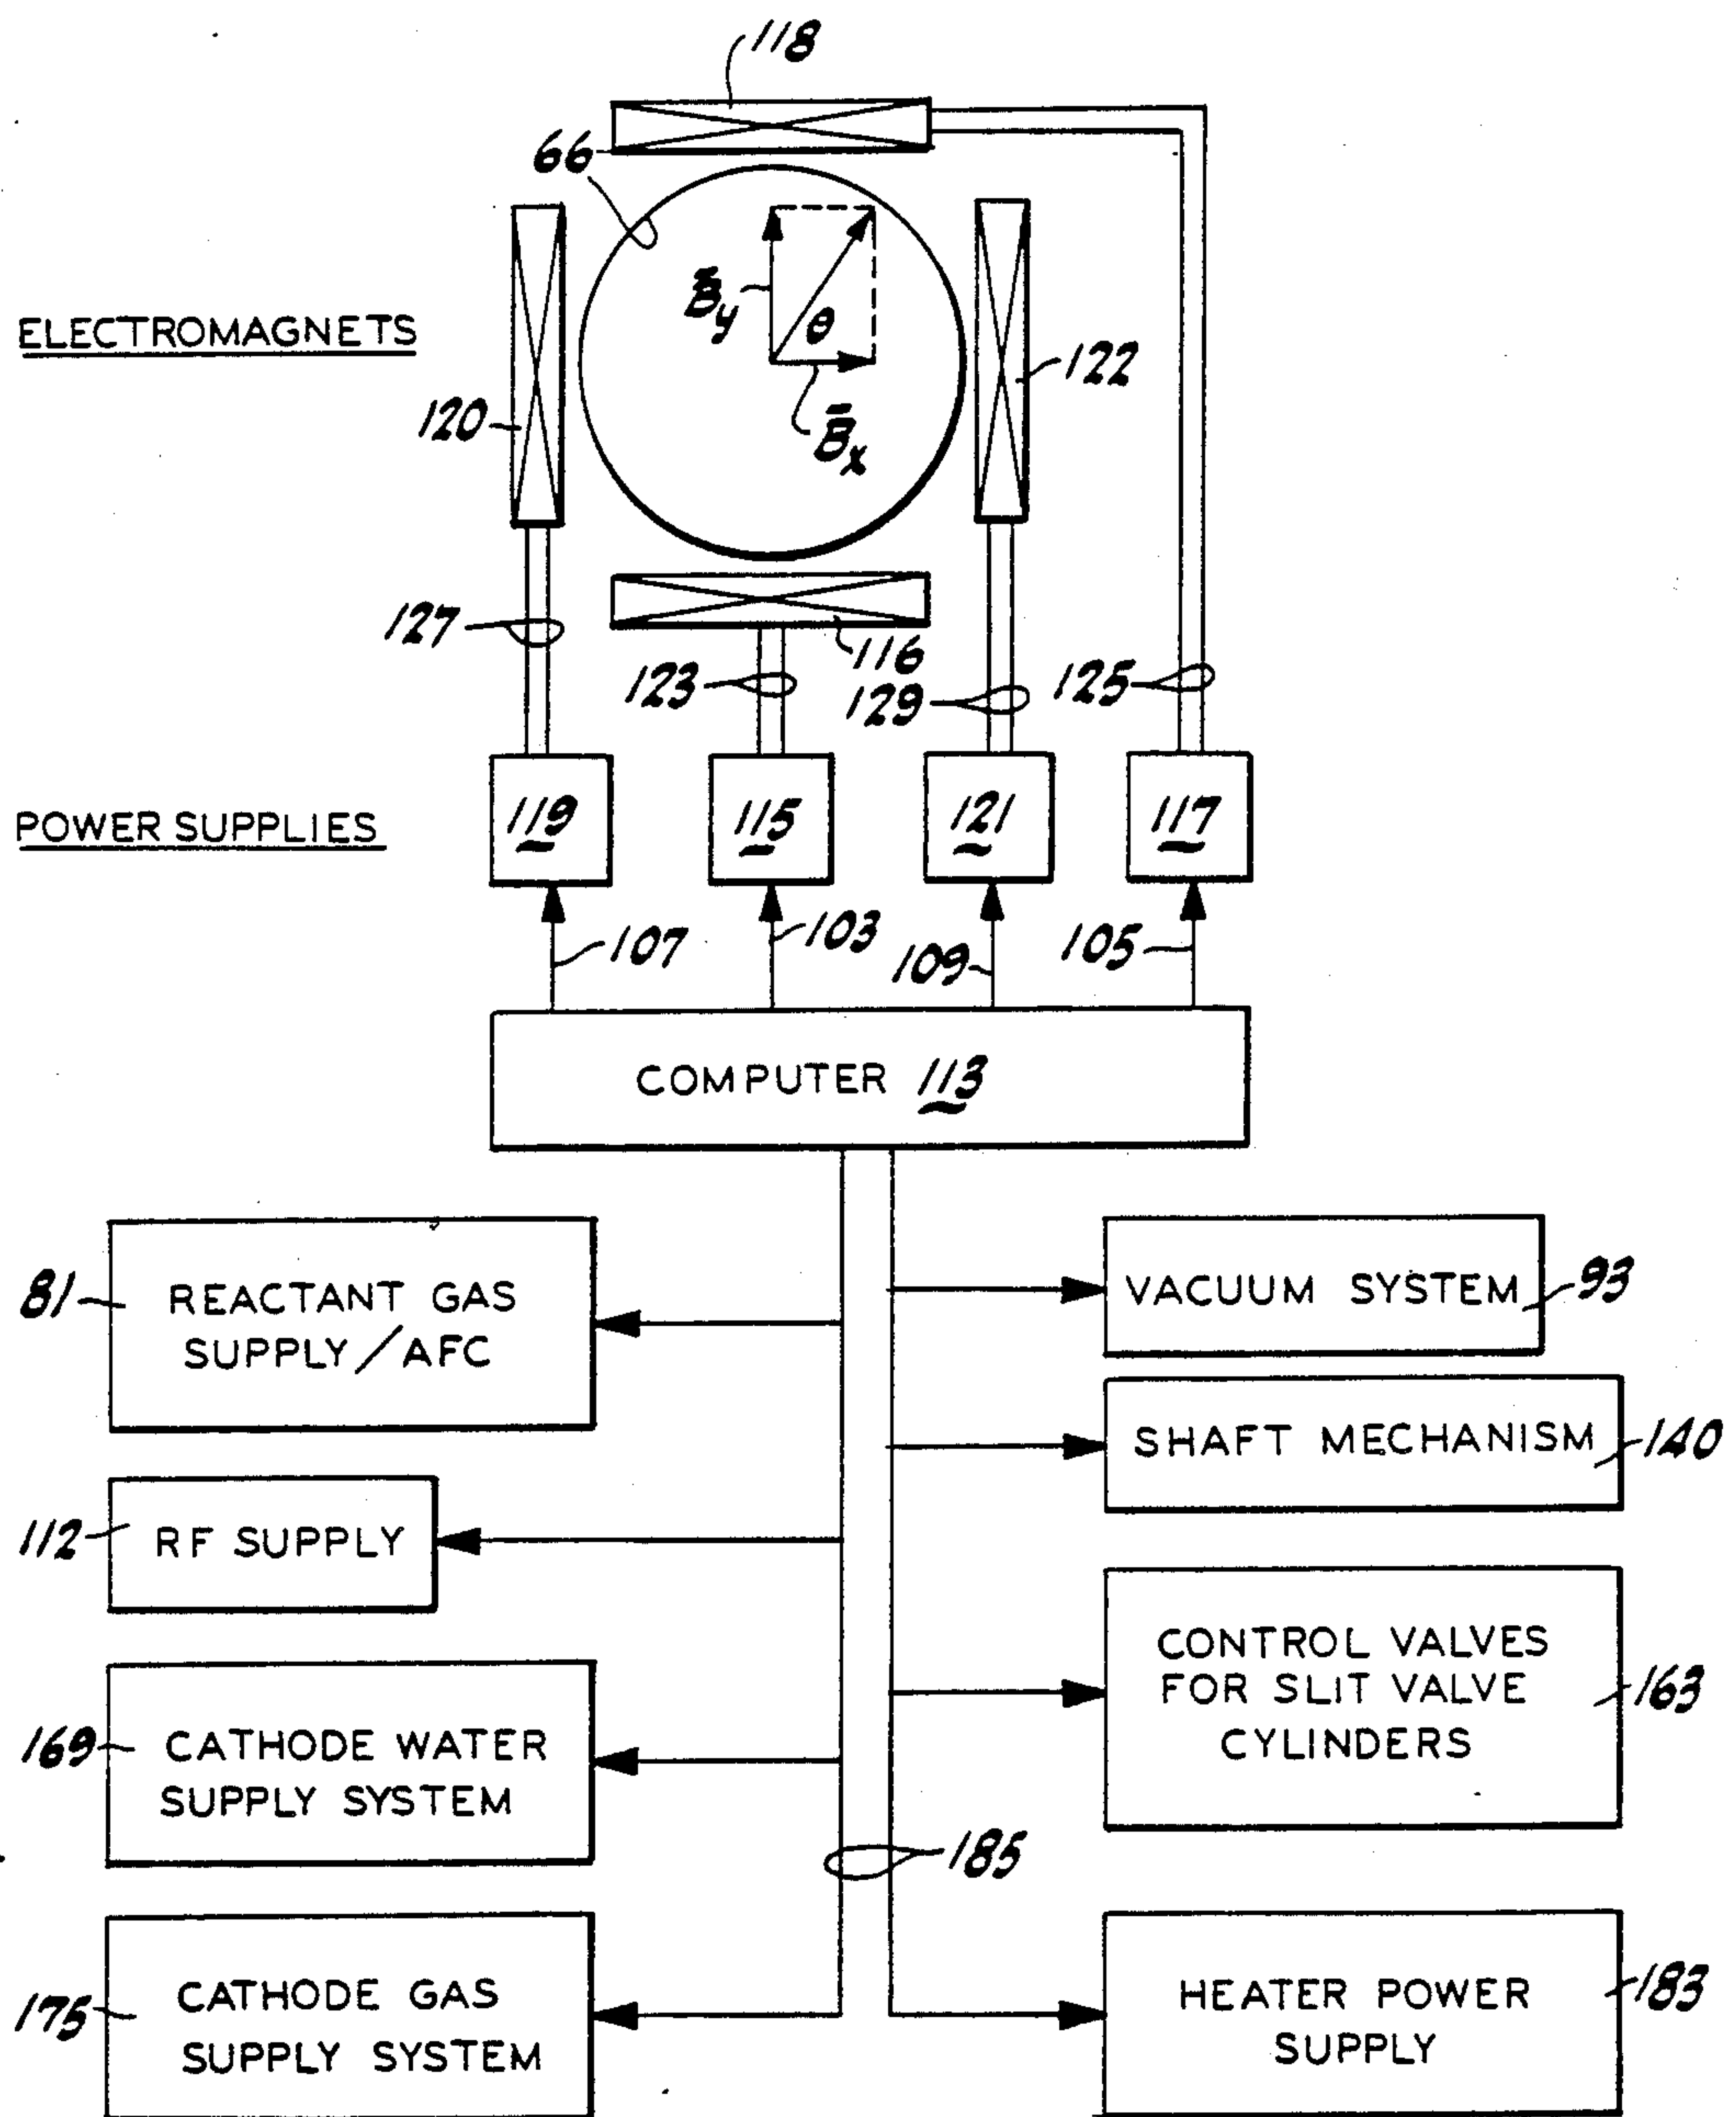 118
66
B̄y
θ
B̄x
ELECTROMAGNETS
120
122
127
116
123
129
125
POWER SUPPLIES
119
115
121
117
107
103
109
105
COMPUTER 113
81
REACTANT GAS
SUPPLY/AFC
VACUUM SYSTEM
93
SHAFT MECHANISM
140
112
RF SUPPLY
CONTROL VALVES
FOR SLIT VALVE
CYLINDERS
163
169
CATHODE WATER
SUPPLY SYSTEM
185
175
CATHODE GAS
SUPPLY SYSTEM
HEATER POWER
SUPPLY
183